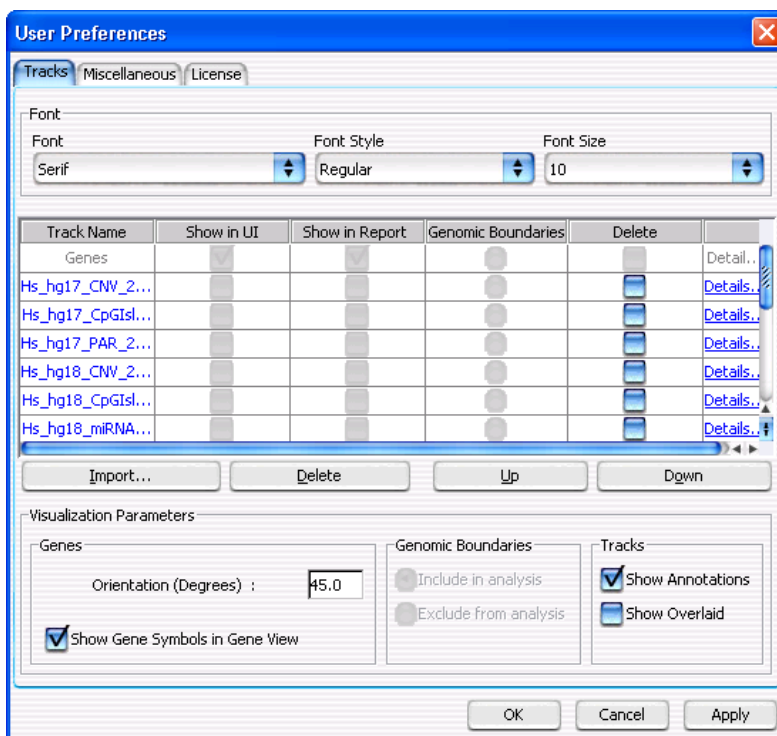 User Preferences
Tracks Miscellaneous License
Font
Font Font Style Font Size
Serif Regular 10
Track Name Show in UI Show in Report Genomic Boundaries Delete
Genes Detail..
Hs_hg17_CNV_2... Details..
Hs_hg17_CpGIsl... Details..
Hs_hg17_PAR_2... Details..
Hs_hg18_CNV_2... Details..
Hs_hg18_CpGIsl... Details..
Hs_hg18_miRNA... Details..
Import... Delete Up Down
Visualization Parameters
Genes Genomic Boundaries Tracks
Orientation (Degrees) : 45.0 Include in analysis Show Annotations
Exclude from analysis Show Overlaid
Show Gene Symbols in Gene View
OK Cancel Apply